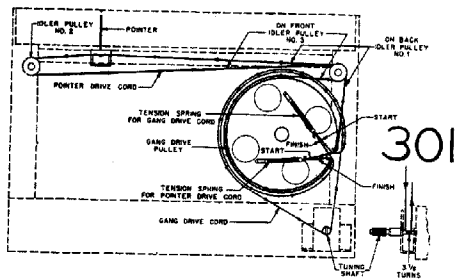 IDLER PULLEY
NO. 2
POINTER
ON FRONT
IDLER PULLEY
NO. 3
ON BACK
IDLER PULLEY
NO. 1
POINTER DRIVE CORD
TENSION SPRING
FOR GANG DRIVE CORD
START
GANG DRIVE
PULLEY
FINISH
START
301
TENSION SPRING
FOR POINTER DRIVE CORD
FINISH
GANG DRIVE CORD
TUNING
SHAFT
3 1/2
TURNS